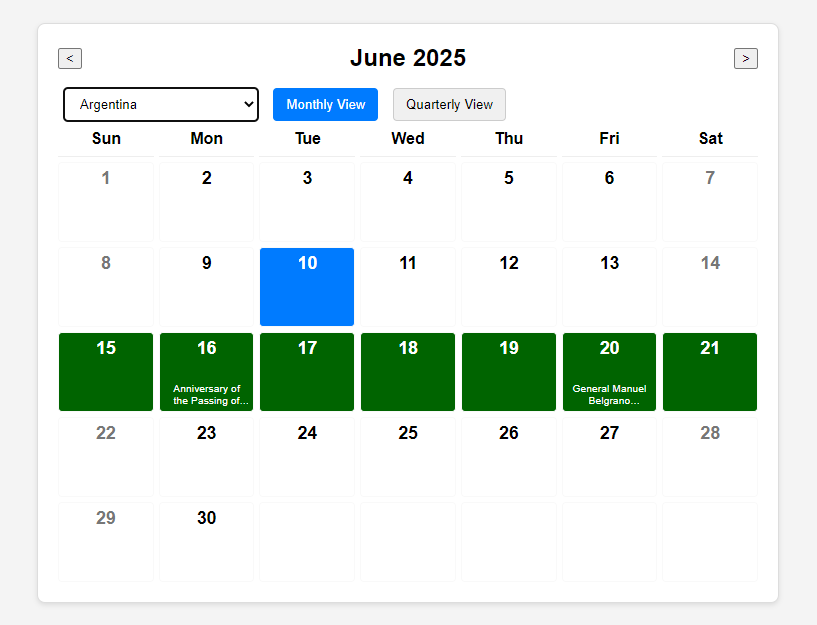 < June 2025 >
Argentina Monthly View Quarterly View
Sun Mon Tue Wed Thu Fri Sat
1 2 3 4 5 6 7
8 9 10 11 12 13 14
15 16 17 18 19 20 21
Anniversary of General Manuel
the Passing of... Belgrano...
22 23 24 25 26 27 28
29 30